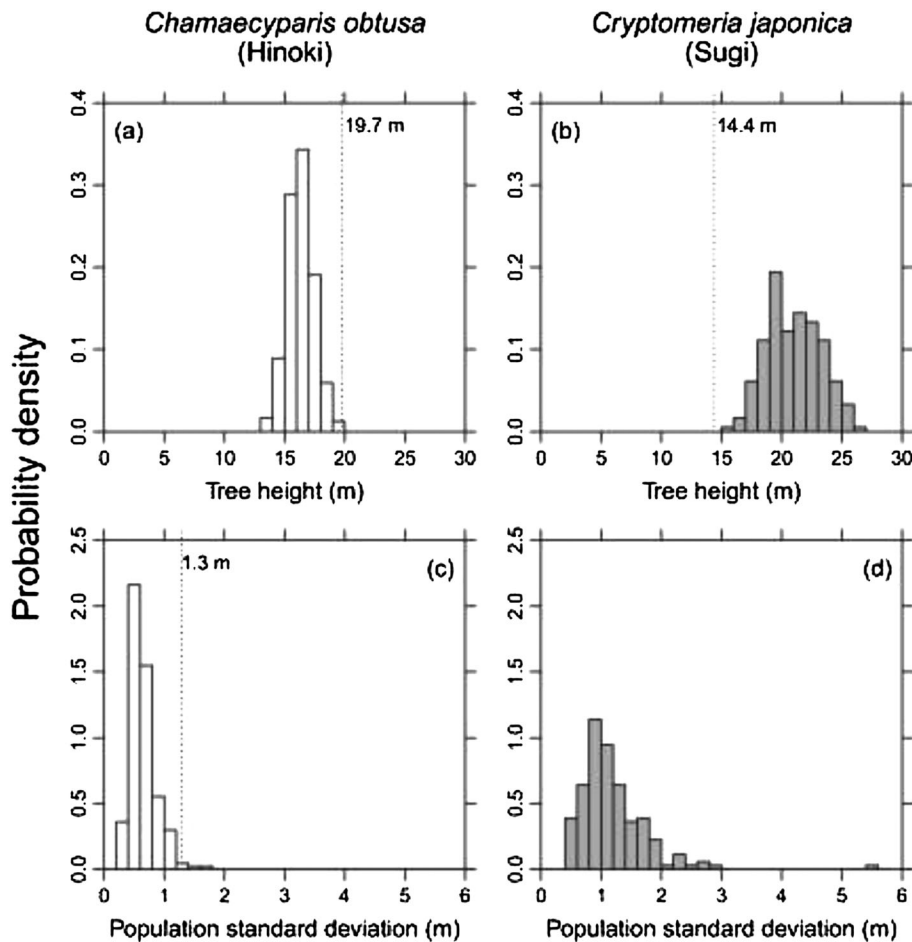 Chamaecyparis obtusa
(Hinoki)
Cryptomeria japonica
(Sugi)
Probability density
(a)
19.7 m
0.4
0.3
0.2
0.1
0.0
0 5 10 15 20 25 30
Tree height (m)
(b)
14.4 m
0.4
0.3
0.2
0.1
0.0
0 5 10 15 20 25 30
Tree height (m)
(c)
1.3 m
2.5
2.0
1.5
1.0
0.5
0.0
0 1 2 3 4 5 6
Population standard deviation (m)
(d)
2.5
2.0
1.5
1.0
0.5
0.0
0 1 2 3 4 5 6
Population standard deviation (m)